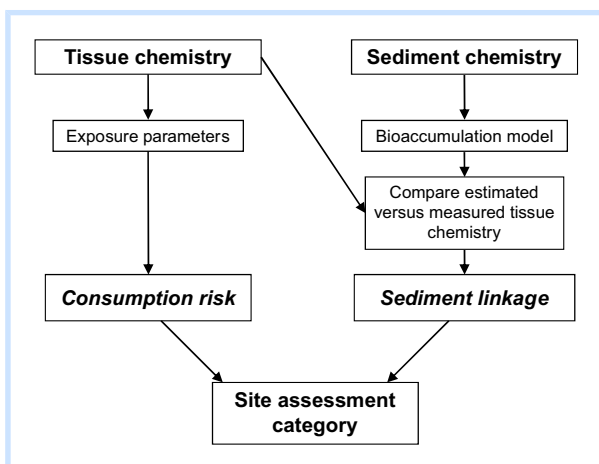 Tissue chemistry
Sediment chemistry
Exposure parameters
Bioaccumulation model
Compare estimated
versus measured tissue
chemistry
Consumption risk
Sediment linkage
Site assessment
category